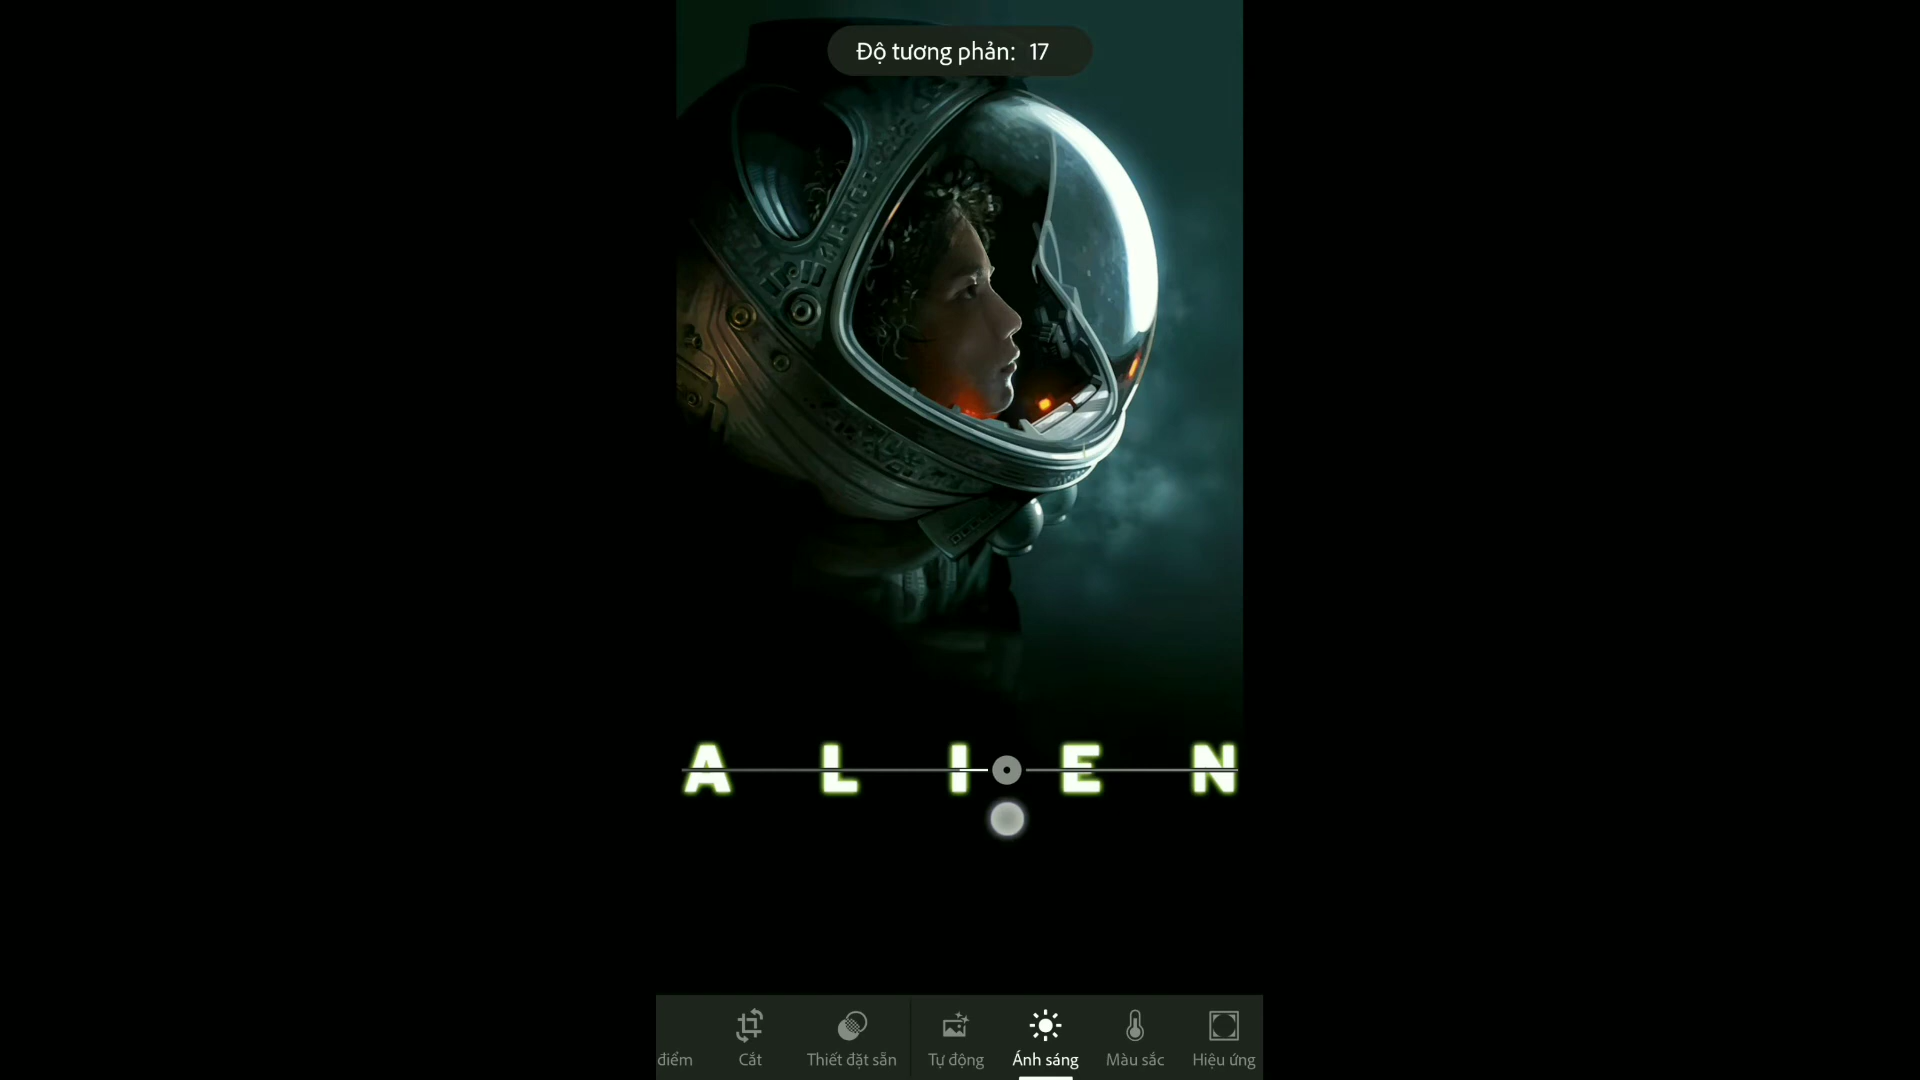 Độ tương phản: 17
A L I E N
điểm
Cắt
Thiết đặt sẵn
Tự động
Ánh sáng
Màu sắc
Hiệu ứng